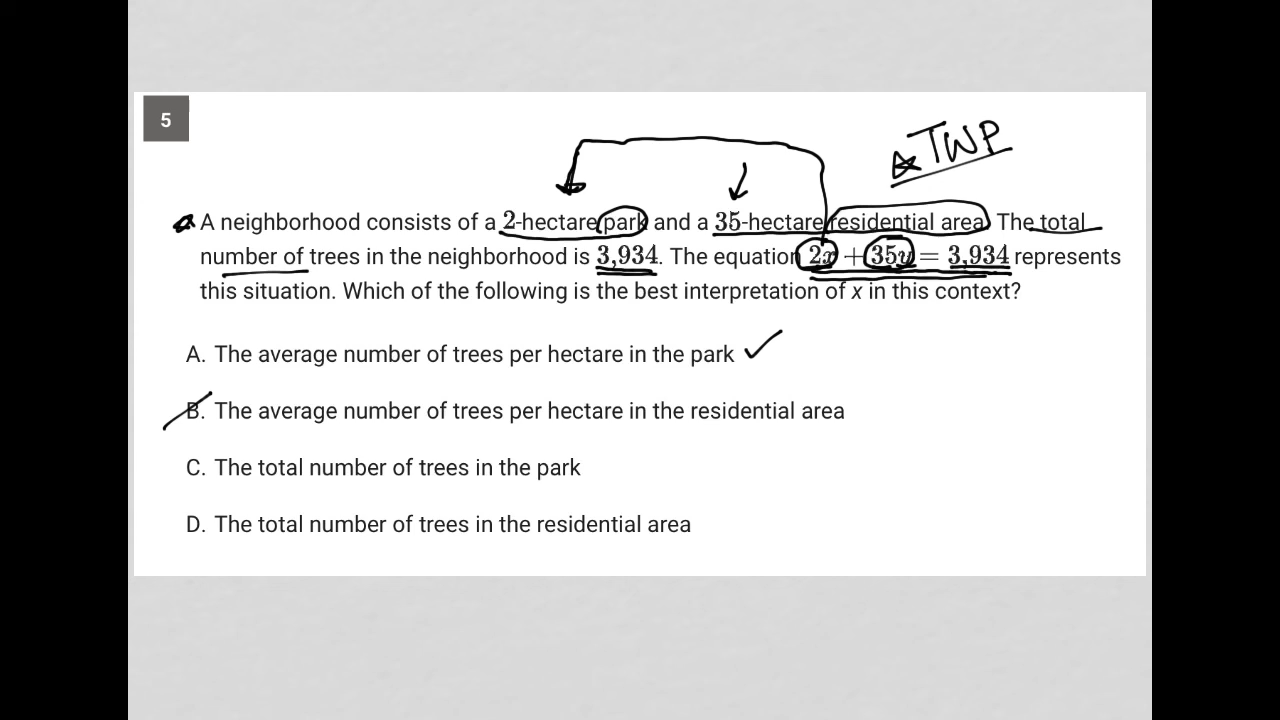 5
TWP
A neighborhood consists of a 2-hectare park and a 35-hectare residential area. The total
number of trees in the neighborhood is 3,934. The equation 2x + 35y = 3,934 represents
this situation. Which of the following is the best interpretation of x in this context?
A. The average number of trees per hectare in the park
B. The average number of trees per hectare in the residential area
C. The total number of trees in the park
D. The total number of trees in the residential area